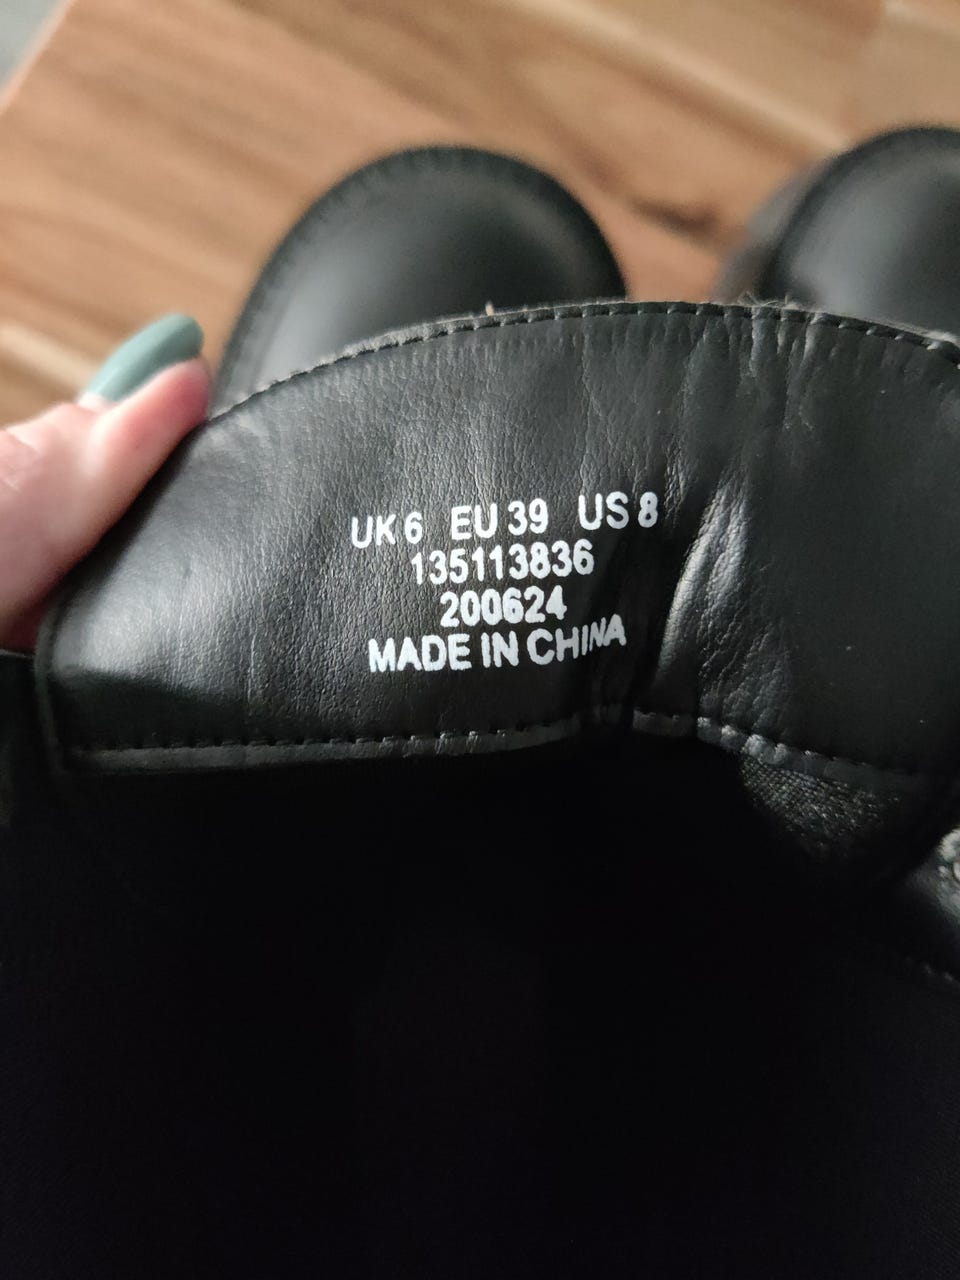 UK 6 EU 39 US 8
135113836
200624
MADE IN CHINA